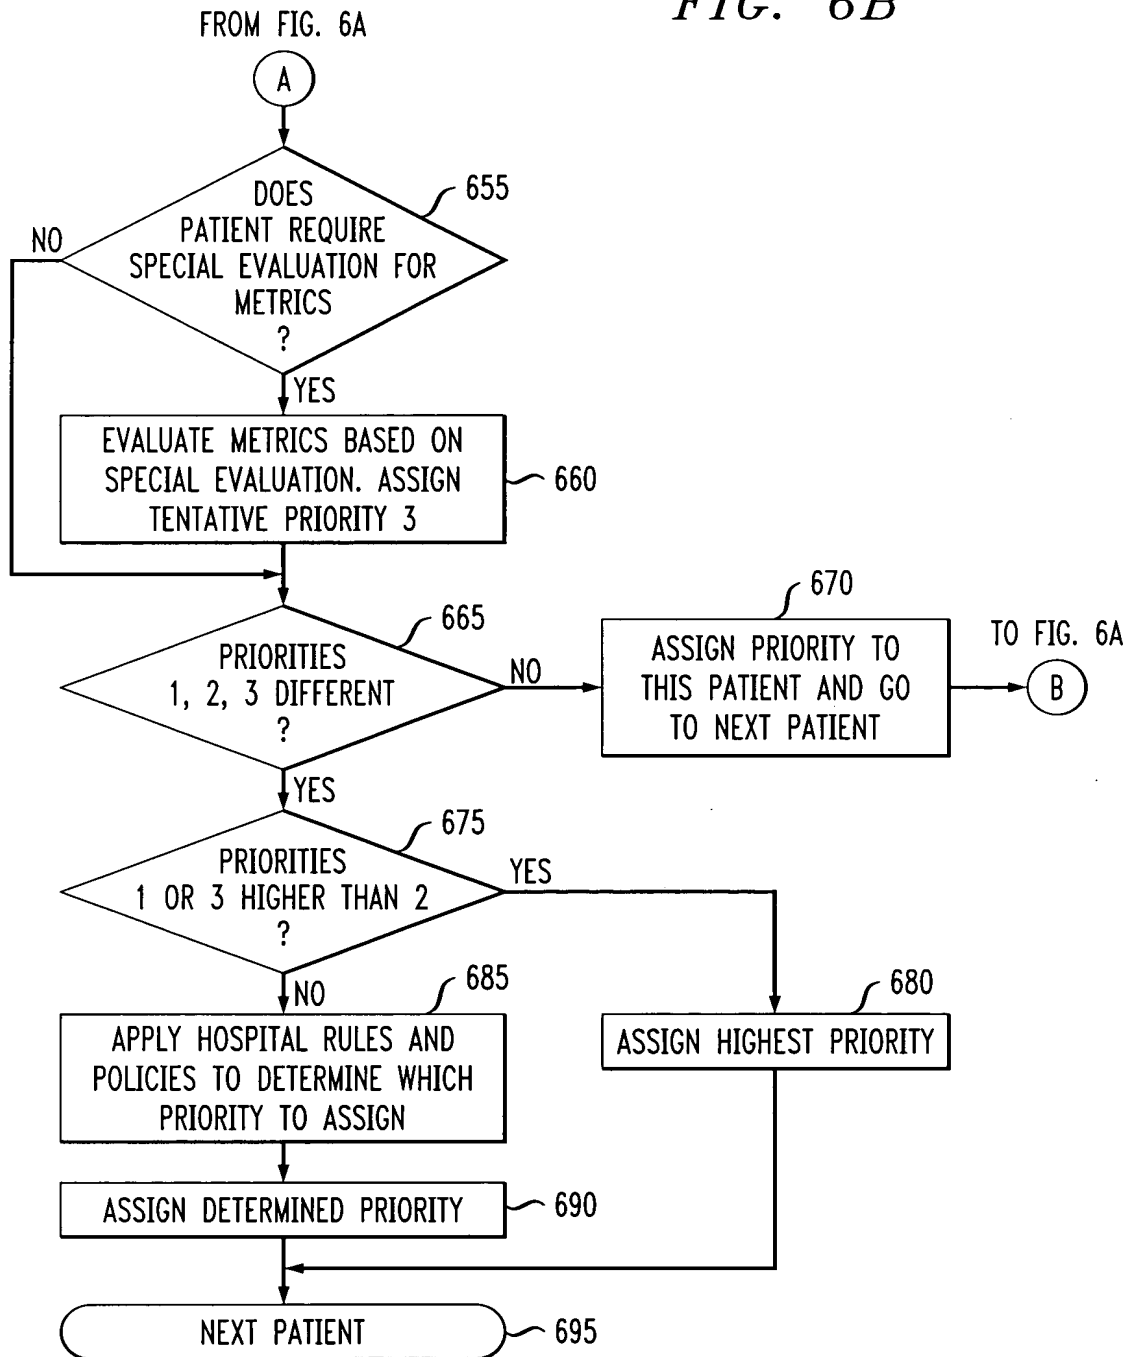 FIG. 6B
FROM FIG. 6A
A
DOES
PATIENT REQUIRE
SPECIAL EVALUATION FOR
METRICS
?
655
NO
YES
EVALUATE METRICS BASED ON
SPECIAL EVALUATION. ASSIGN
TENTATIVE PRIORITY 3
660
PRIORITIES
1, 2, 3 DIFFERENT
?
665
NO
670
ASSIGN PRIORITY TO
THIS PATIENT AND GO
TO NEXT PATIENT
TO FIG. 6A
B
YES
PRIORITIES
1 OR 3 HIGHER THAN 2
?
675
YES
NO
685
APPLY HOSPITAL RULES AND
POLICIES TO DETERMINE WHICH
PRIORITY TO ASSIGN
680
ASSIGN HIGHEST PRIORITY
ASSIGN DETERMINED PRIORITY
690
NEXT PATIENT
695